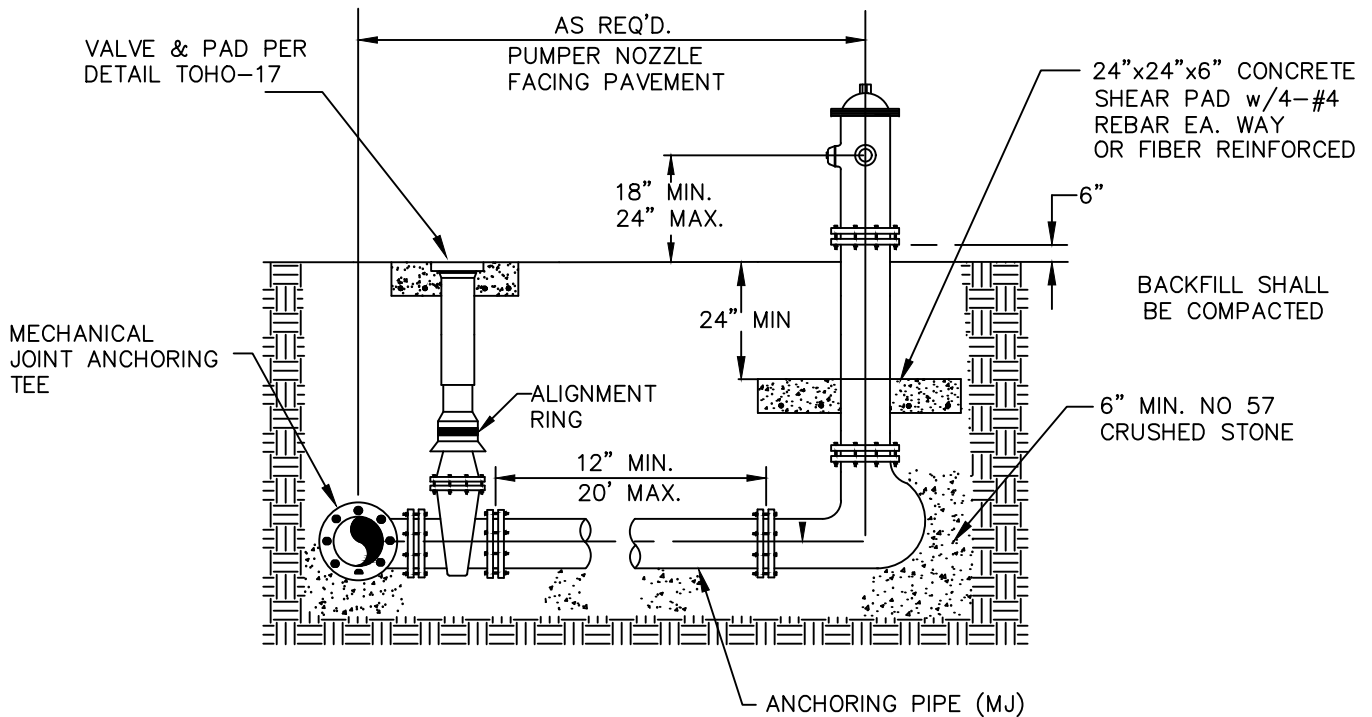 AS REQ'D.
PUMPER NOZZLE
FACING PAVEMENT
VALVE & PAD PER
DETAIL TOHO-17
24"x24"x6" CONCRETE
SHEAR PAD w/4-#4
REBAR EA. WAY
OR FIBER REINFORCED
18" MIN.
24" MAX.
6"
BACKFILL SHALL
BE COMPACTED
24" MIN
MECHANICAL
JOINT ANCHORING
TEE
ALIGNMENT
RING
6" MIN. NO 57
CRUSHED STONE
12" MIN.
20' MAX.
ANCHORING PIPE (MJ)